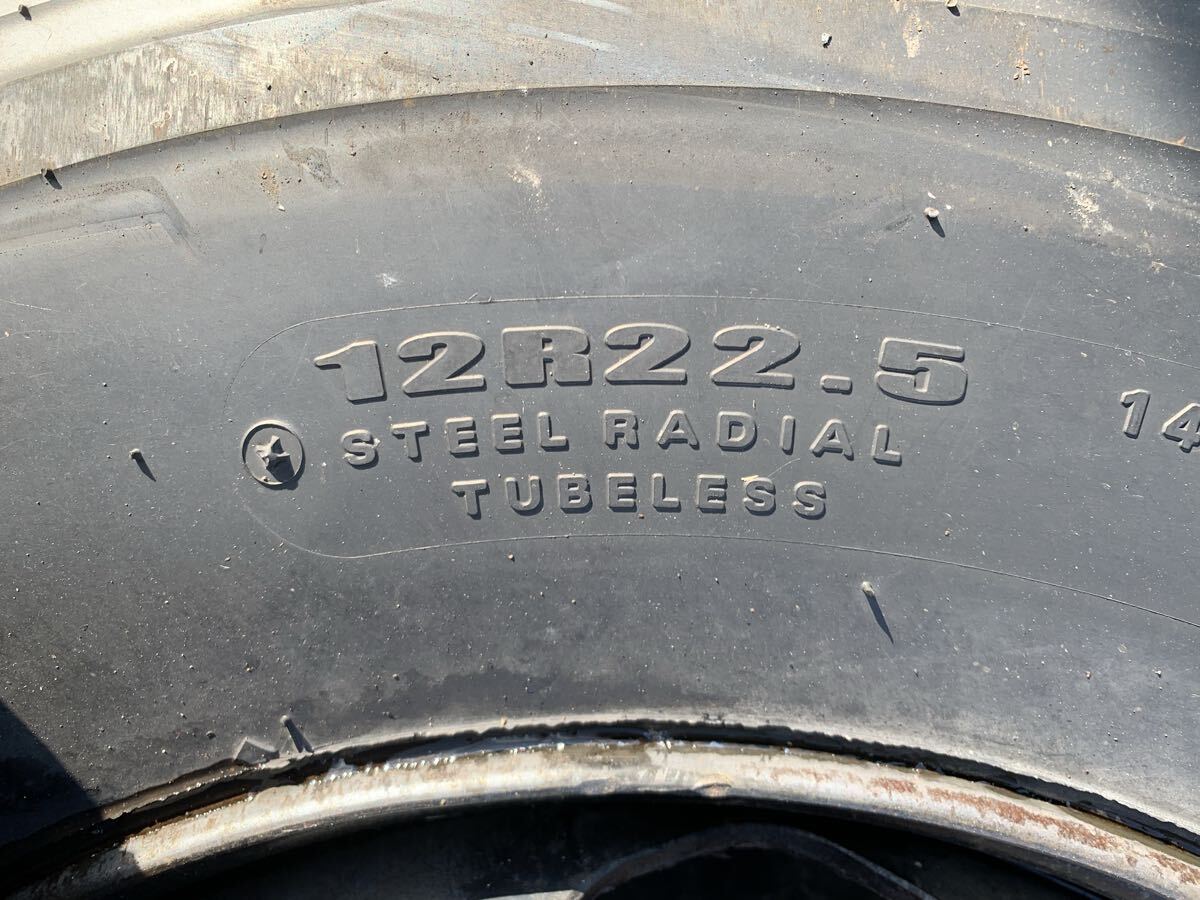 12R22.5
STEEL RADIAL
TUBELESS
14